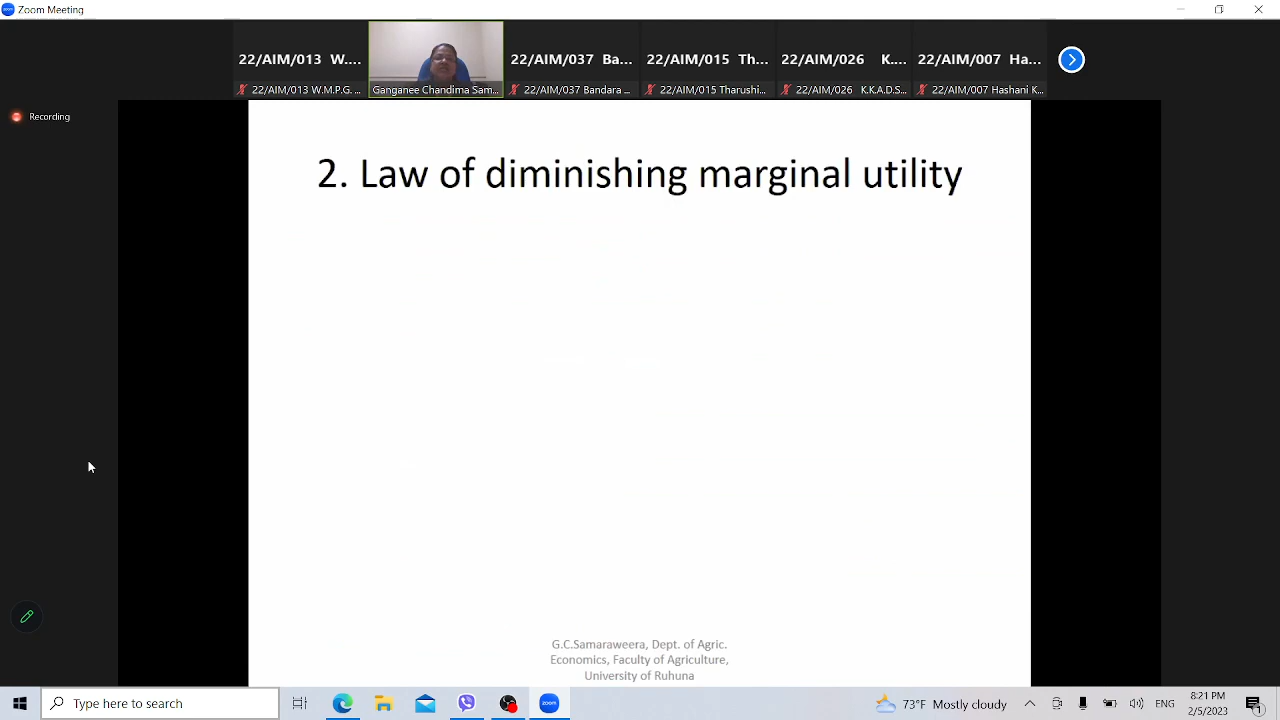 Zoom Meeting
22/AIM/013 W....
22/AIM/037 Ba...
22/AIM/015 Th...
22/AIM/026 K....
22/AIM/007 Ha...
22/AIM/013 W.M.P.G. ...
Ganganee Chandima Sam...
22/AIM/037 Bandara ...
22/AIM/015 Tharushi...
22/AIM/026 K.K.A.D.S...
22/AIM/007 Hashani K...
Recording
2. Law of diminishing marginal utility
G.C.Samaraweera, Dept. of Agric.
Economics, Faculty of Agriculture,
University of Ruhuna
Type here to search
zoom
73°F Mostly cloudy
ENG
8:21 PM
2/5/2023
1